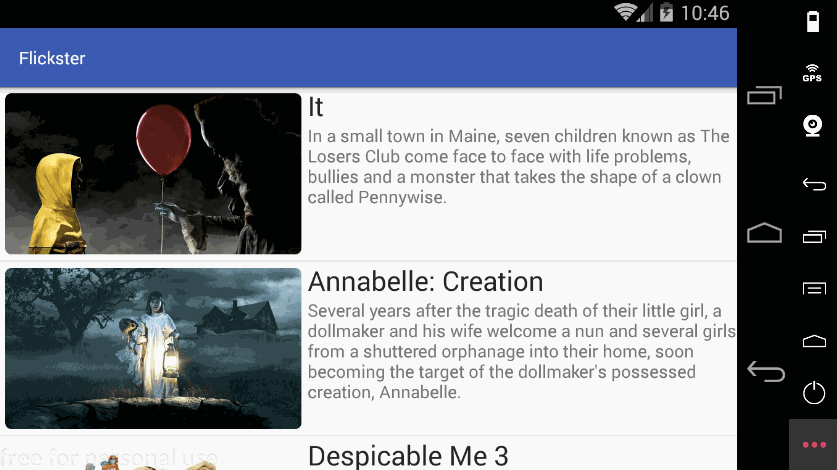 10:46
GPS
Flickster
It
In a small town in Maine, seven children known as The
Losers Club come face to face with life problems,
bullies and a monster that takes the shape of a clown
called Pennywise.
Annabelle: Creation
Several years after the tragic death of their little girl, a
dollmaker and his wife welcome a nun and several girls
from a shuttered orphanage into their home, soon
becoming the target of the dollmaker's possessed
creation, Annabelle.
Despicable Me 3
free for personal use